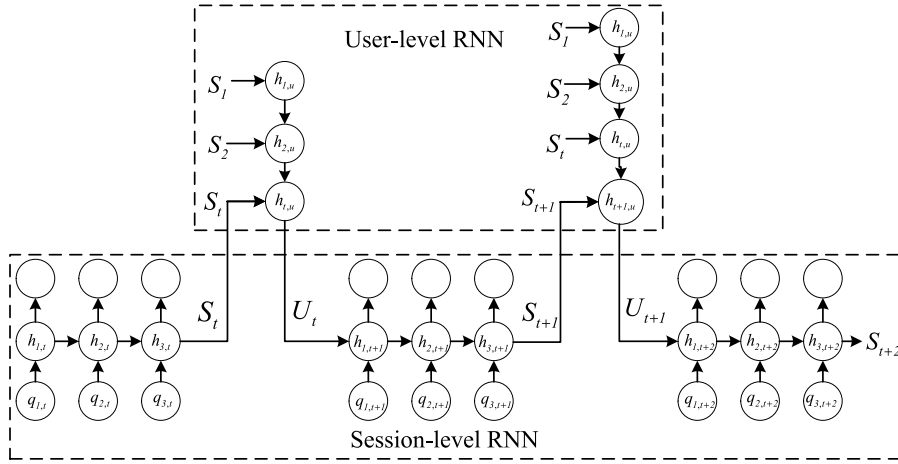 User-level RNN
S1
h1,u
S2
h2,u
St
ht,u
S1
h1,u
S2
h2,u
St
ht,u
St+1
ht+1,u
St
Ut
St+1
Ut+1
h1,t
h2,t
h3,t
h1,t+1
h2,t+1
h3,t+1
h1,t+2
h2,t+2
h3,t+2
St+2
q1,t
q2,t
q3,t
q1,t+1
q2,t+1
q3,t+1
q1,t+2
q2,t+2
q3,t+2
Session-level RNN